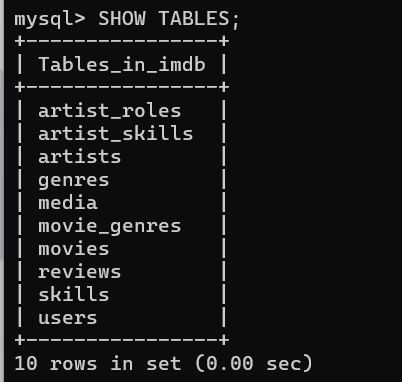 mysql> SHOW TABLES;
+----------------+
| Tables_in_imdb |
+----------------+
| artist_roles   |
| artist_skills  |
| artists        |
| genres         |
| media          |
| movie_genres   |
| movies         |
| reviews        |
| skills         |
| users          |
+----------------+
10 rows in set (0.00 sec)